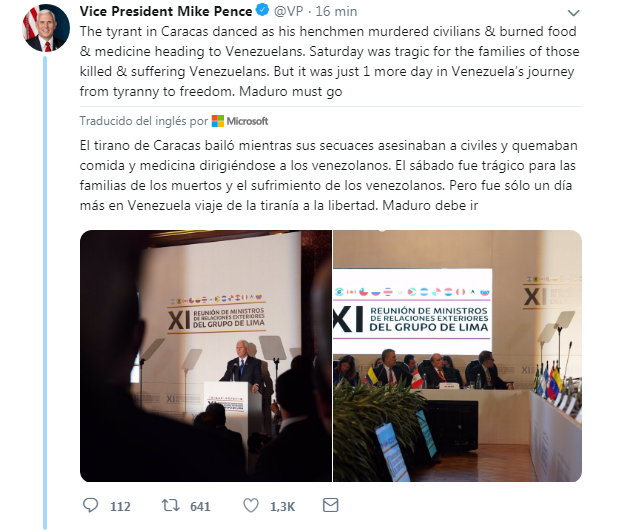 Vice President Mike Pence @VP · 16 min
The tyrant in Caracas danced as his henchmen murdered civilians & burned food
& medicine heading to Venezuelans. Saturday was tragic for the families of those
killed & suffering Venezuelans. But it was just 1 more day in Venezuela's journey
from tyranny to freedom. Maduro must go
Traducido del inglés por Microsoft
El tirano de Caracas bailó mientras sus secuaces asesinaban a civiles y quemaban
comida y medicina dirigiéndose a los venezolanos. El sábado fue trágico para las
familias de los muertos y el sufrimiento de los venezolanos. Pero fue sólo un día
más en Venezuela viaje de la tiranía a la libertad. Maduro debe ir
XI REUNIÓN DE MINISTROS
DE RELACIONES EXTERIORES
DEL GRUPO DE LIMA
XI REUNIÓN DE MINISTROS
DE RELACIONES EXTERIORES
DEL GRUPO DE LIMA
XI
112 641 1,3K